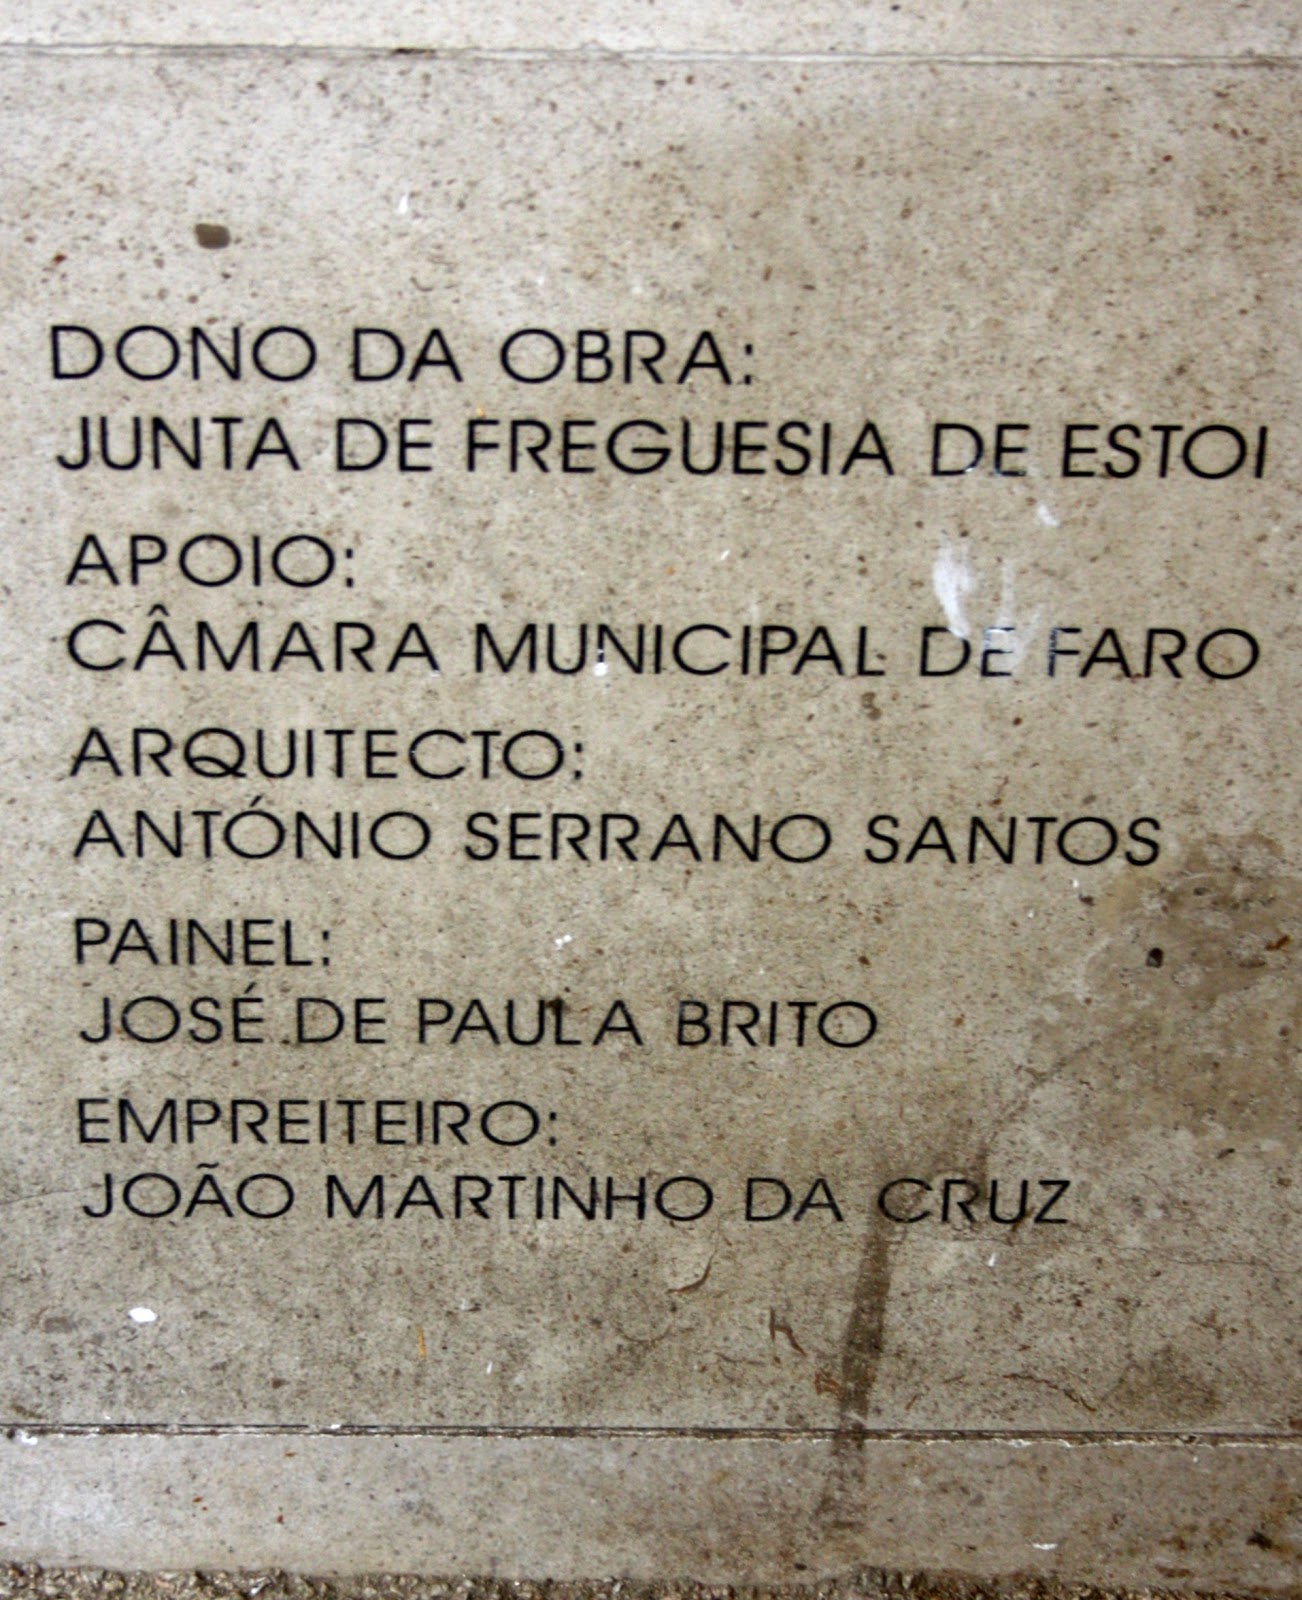 DONO DA OBRA:
JUNTA DE FREGUESIA DE ESTOI
APOIO:
CÂMARA MUNICIPAL DE FARO
ARQUITECTO:
ANTÓNIO SERRANO SANTOS
PAINEL:
JOSÉ DE PAULA BRITO
EMPREITEIRO:
JOÃO MARTINHO DA CRUZ